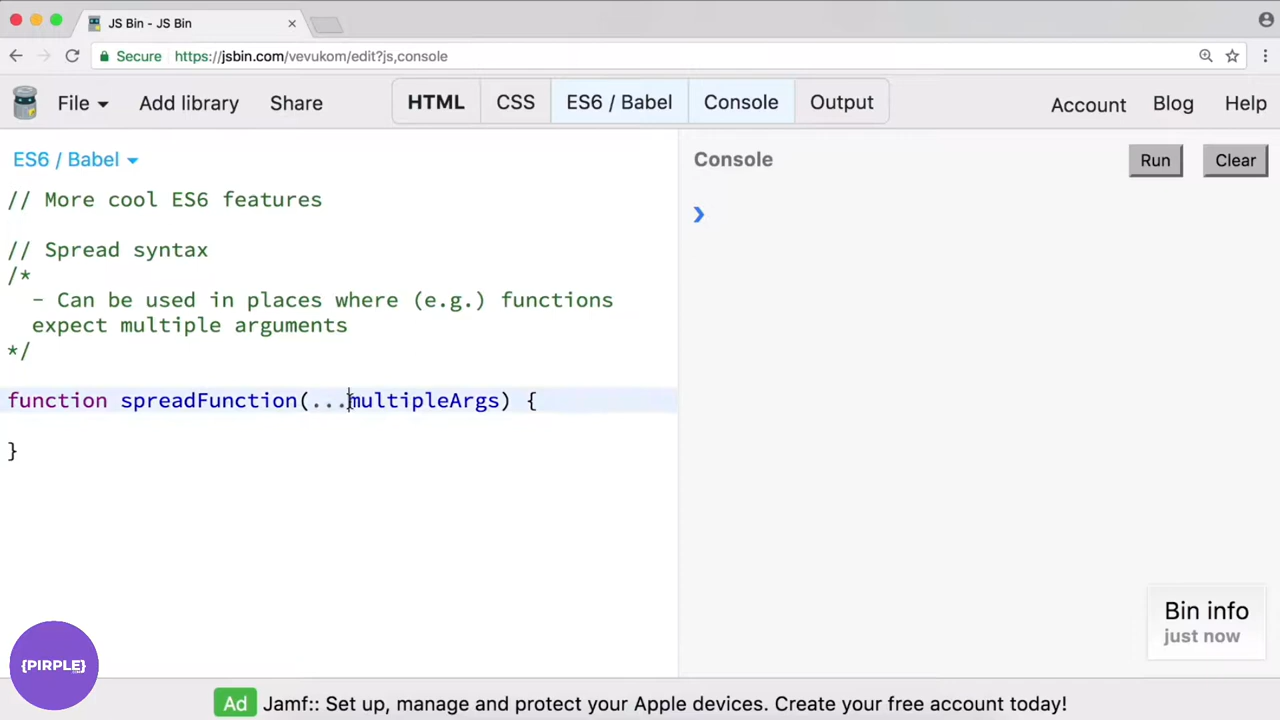 JS Bin - JS Bin
Secure https://jsbin.com/vevukom/edit?js,console
File Add library Share HTML CSS ES6 / Babel Console Output Account Blog Help
ES6 / Babel
Console Run Clear
// More cool ES6 features
// Spread syntax
/*
- Can be used in places where (e.g.) functions
expect multiple arguments
*/
function spreadFunction(...multipleArgs) {
}
❯
Bin info
just now
{PIRPLE}
Ad Jamf:: Set up, manage and protect your Apple devices. Create your free account today!